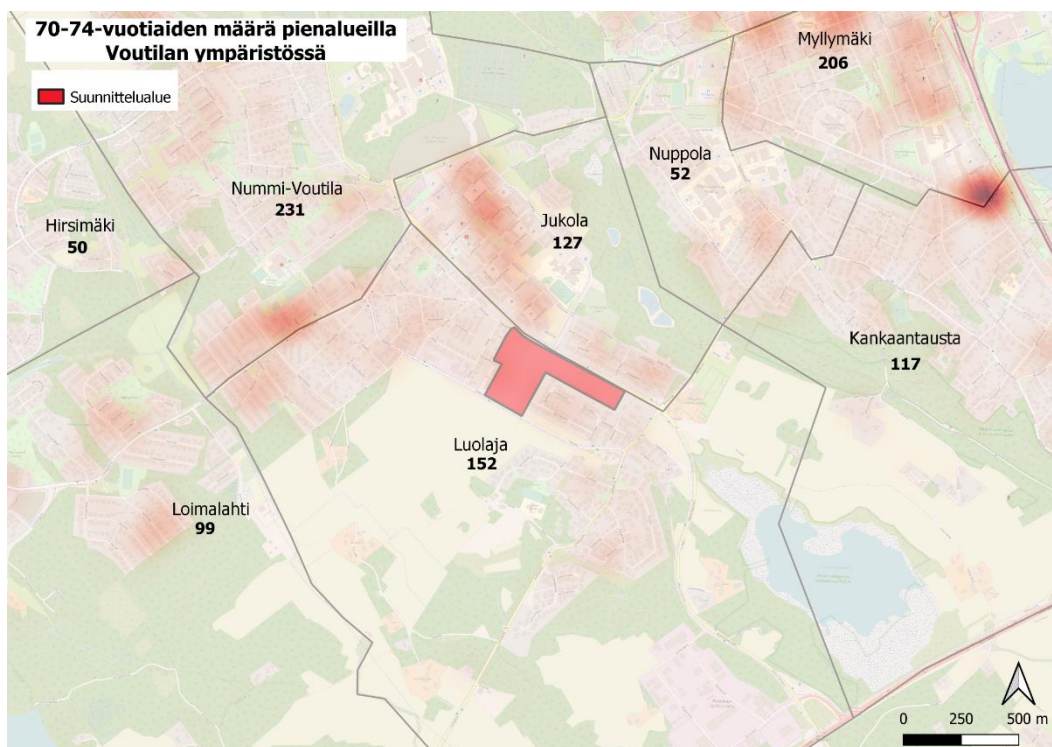 70-74-vuotiaiden määrä pienalueilla
Voutilan ympäristössä
Suunnittelualue
Myllymäki
206
Nuppola
52
Nummi-Voutila
231
Jukola
127
Hirsimäki
50
Kankaantausta
117
Luolaja
152
Loimalahti
99
0 250 500 m